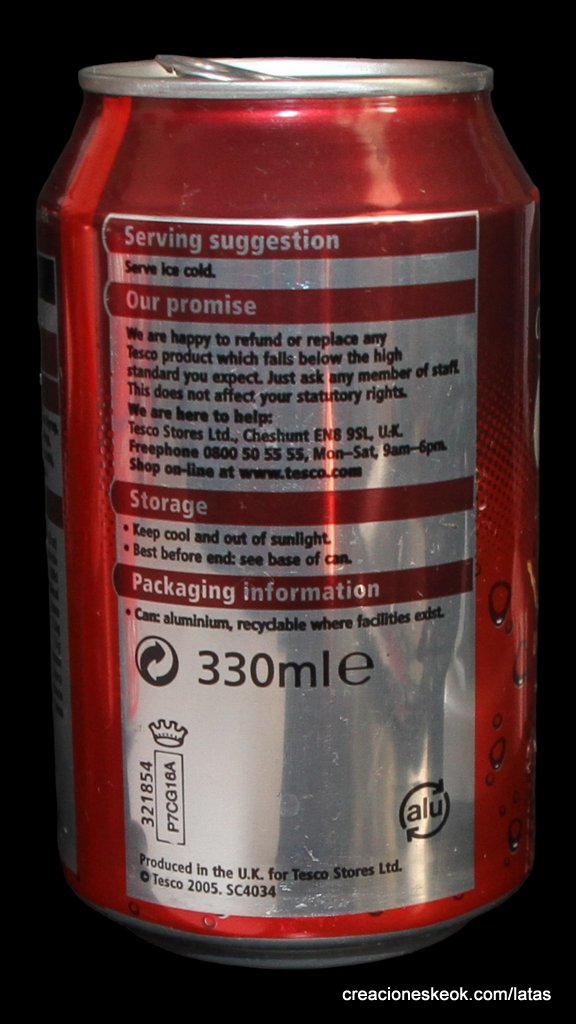 Serving suggestion
Serve ice cold.
Our promise
We are happy to refund or replace any
Tesco product which falls below the high
standard you expect. Just ask any member of staff.
This does not affect your statutory rights.
We are here to help:
Tesco Stores Ltd., Cheshunt EN8 9SL, U.K.
Freephone 0800 50 55 55, Mon–Sat, 9am–6pm.
Shop on-line at www.tesco.com
Storage
• Keep cool and out of sunlight.
• Best before end: see base of can.
Packaging information
• Can: aluminium, recyclable where facilities exist.
330ml ℮
321854
P7CG16A
alu
Produced in the U.K. for Tesco Stores Ltd.
© Tesco 2005. SC4034
creacioneskeok.com/latas